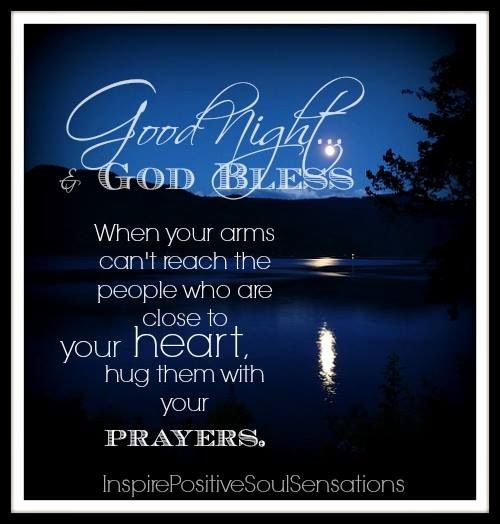 Good Night...
& GOD BLESS
When your arms
can't reach the
people who are
close to
your heart,
hug them with
your
PRAYERS.
InspirePositiveSoulSensations